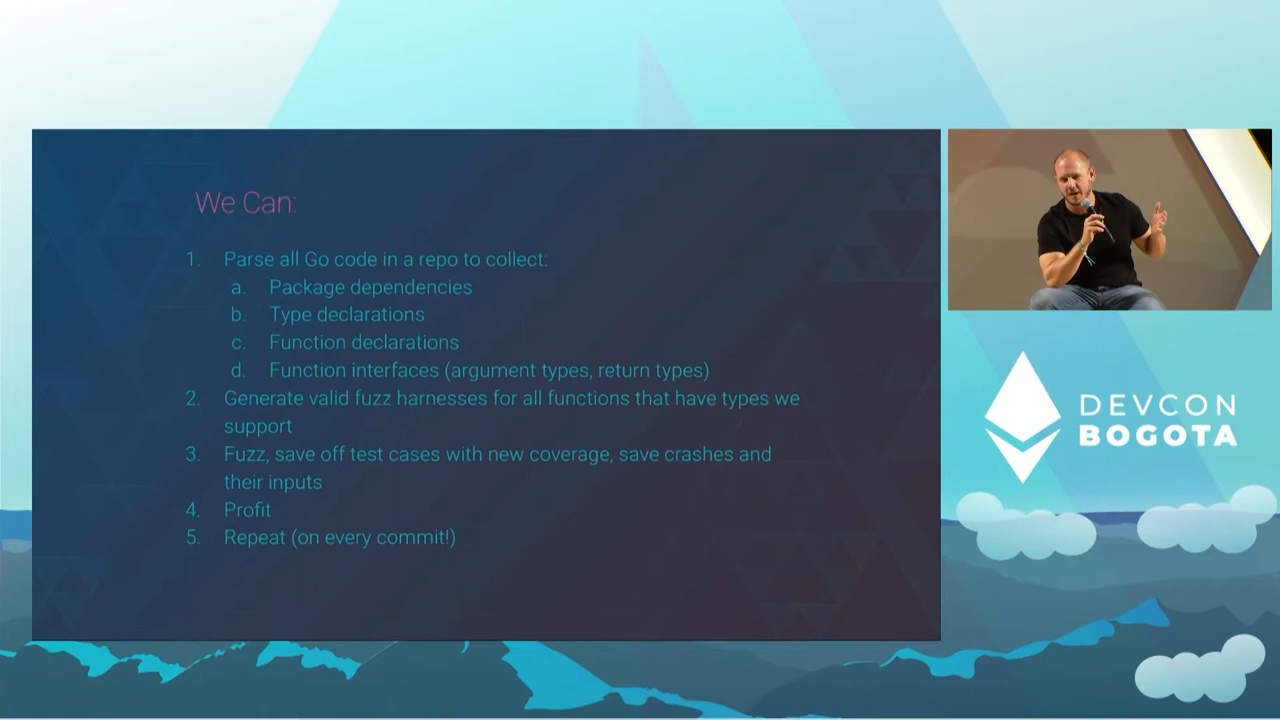 We Can:
1. Parse all Go code in a repo to collect:
a. Package dependencies
b. Type declarations
c. Function declarations
d. Function interfaces (argument types, return types)
2. Generate valid fuzz harnesses for all functions that have types we
support
3. Fuzz, save off test cases with new coverage, save crashes and
their inputs
4. Profit
5. Repeat (on every commit!)
DEVCON
BOGOTA